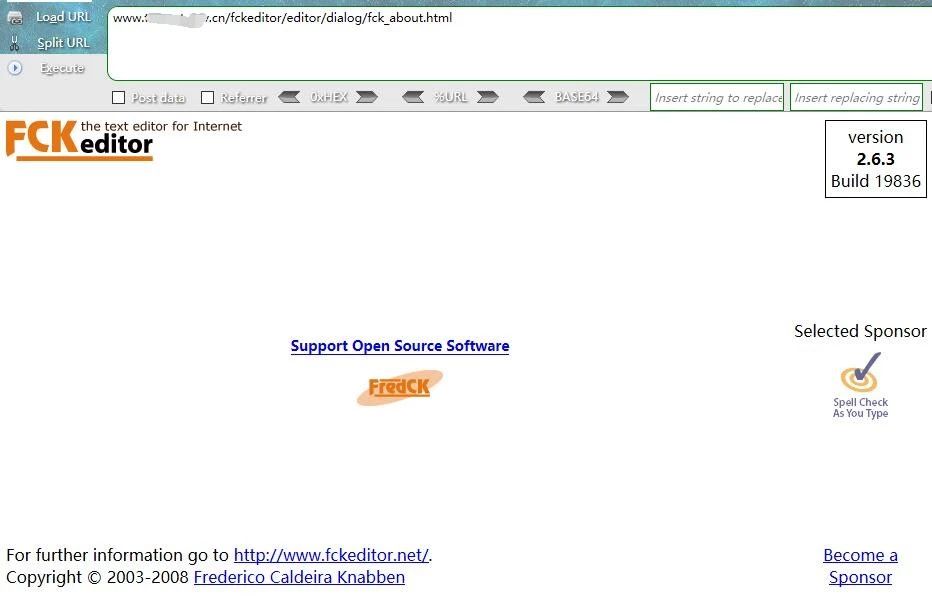 Load URL
www.
.cn/fckeditor/editor/dialog/fck_about.html
Split URL
Execute
Post data Referrer 0xHEX %URL BASE64 Insert string to replace Insert replacing string
FCKeditor the text editor for Internet
version
2.6.3
Build 19836
Selected Sponsor
Support Open Source Software
FredCK
Spell Check
As You Type
For further information go to http://www.fckeditor.net/.
Copyright © 2003-2008 Frederico Caldeira Knabben
Become a
Sponsor